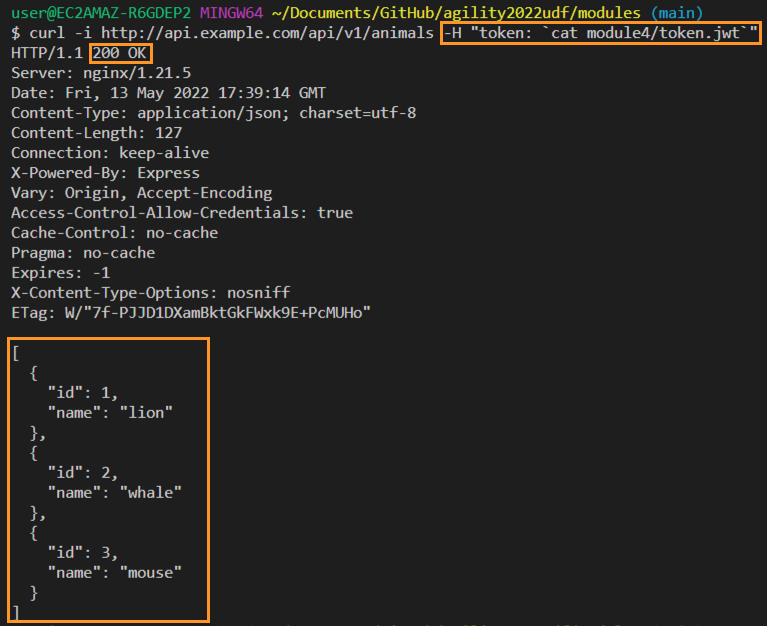 user@EC2AMAZ-R6GDEP2 MINGW64 ~/Documents/GitHub/agility2022udf/modules (main)
$ curl -i http://api.example.com/api/v1/animals -H "token: `cat module4/token.jwt`"
HTTP/1.1 200 OK
Server: nginx/1.21.5
Date: Fri, 13 May 2022 17:39:14 GMT
Content-Type: application/json; charset=utf-8
Content-Length: 127
Connection: keep-alive
X-Powered-By: Express
Vary: Origin, Accept-Encoding
Access-Control-Allow-Credentials: true
Cache-Control: no-cache
Pragma: no-cache
Expires: -1
X-Content-Type-Options: nosniff
ETag: W/"7f-PJJD1DXamBktGkFWxk9E+PcMUHo"
[
  {
    "id": 1,
    "name": "lion"
  },
  {
    "id": 2,
    "name": "whale"
  },
  {
    "id": 3,
    "name": "mouse"
  }
]